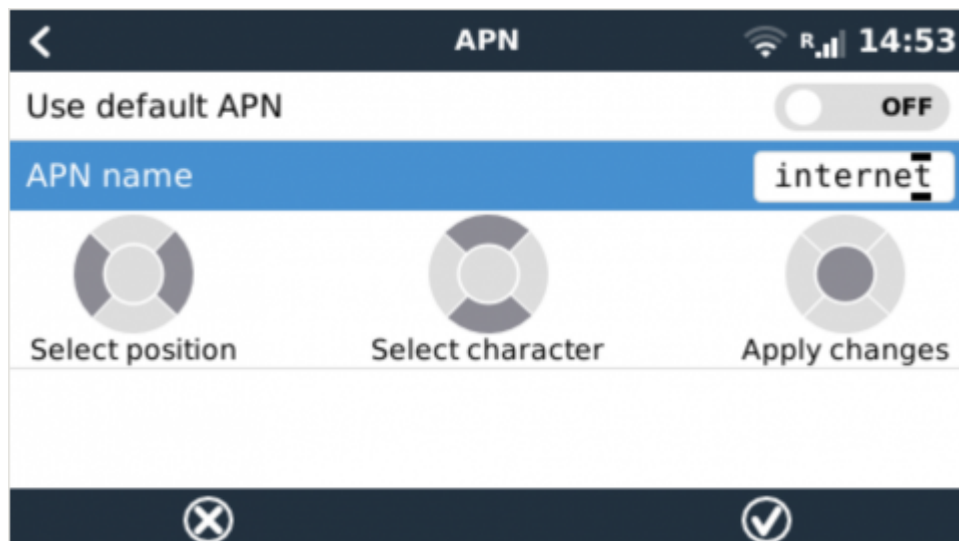 APN R 14:53
Use default APN OFF
APN name internet
Select position Select character Apply changes